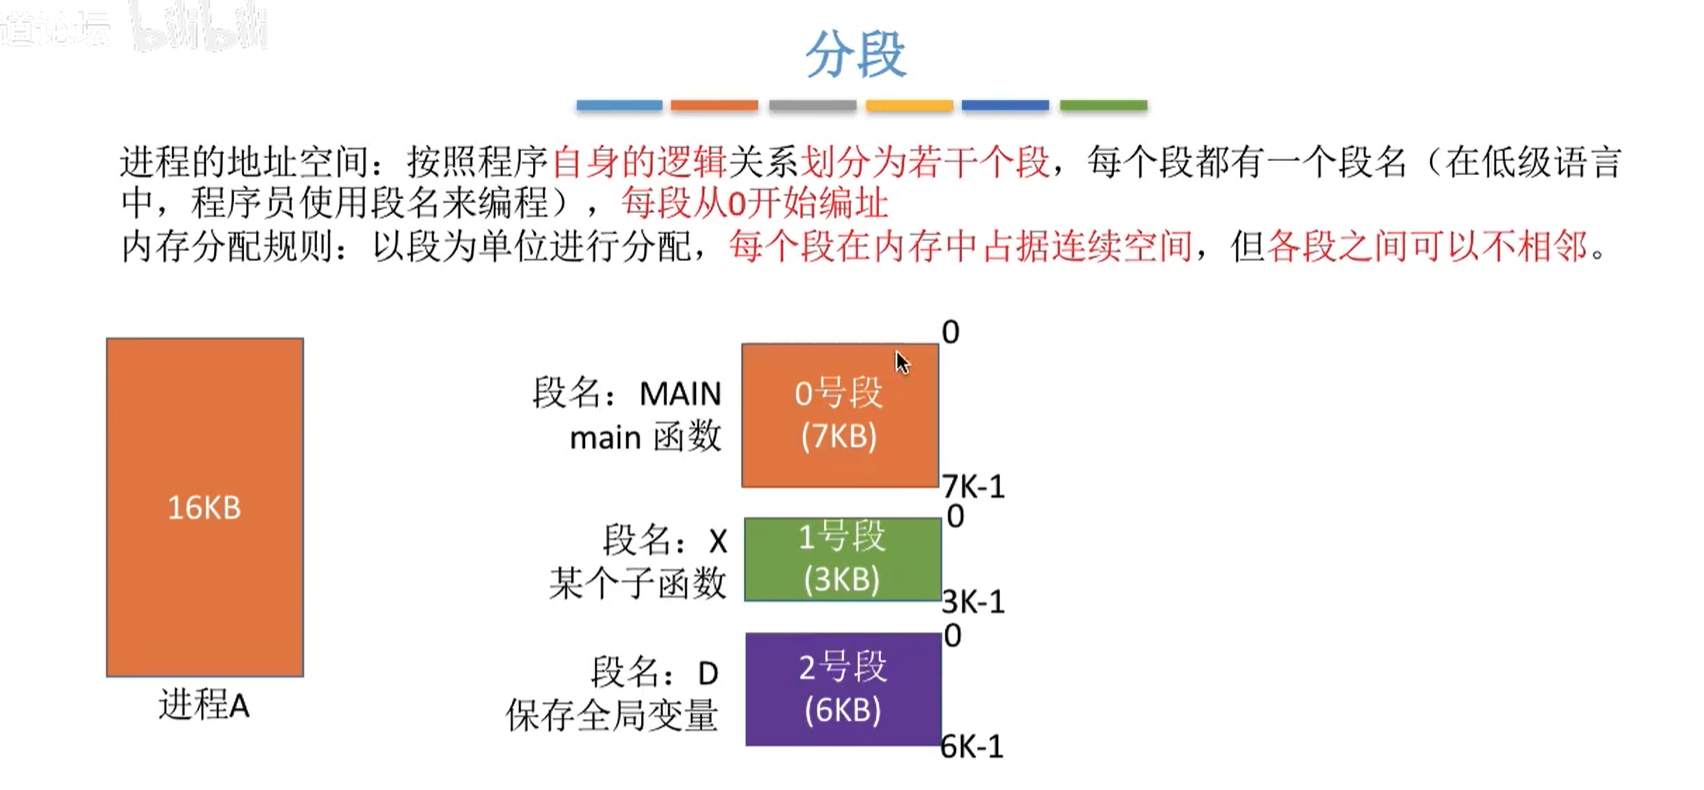 道论坛 bilibili
分段
进程的地址空间：按照程序自身的逻辑关系划分为若干个段，每个段都有一个段名（在低级语言
中，程序员使用段名来编程），每段从0开始编址
内存分配规则：以段为单位进行分配，每个段在内存中占据连续空间，但各段之间可以不相邻。
16KB
进程A
段名：MAIN
main 函数
0号段
(7KB)
0
7K-1
段名：X
某个子函数
1号段
(3KB)
0
3K-1
段名：D
保存全局变量
2号段
(6KB)
0
6K-1